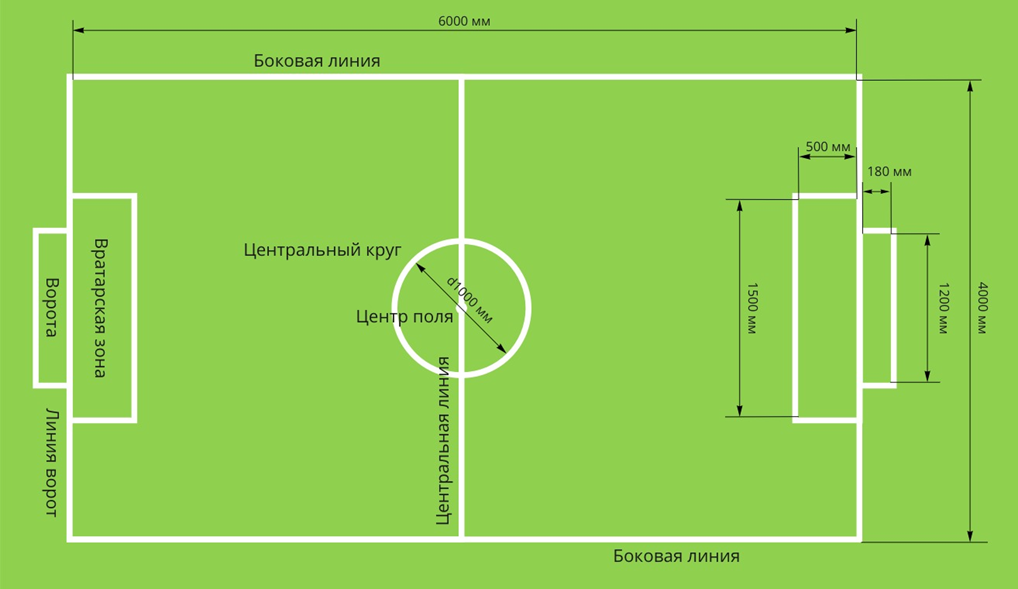 6000 мм
Боковая линия
500 мм
180 мм
Центральный круг
d1000 мм
Центр поля
Вратарская зона
Ворота
Линия ворот
Центральная линия
1500 мм
1200 мм
4000 мм
Боковая линия